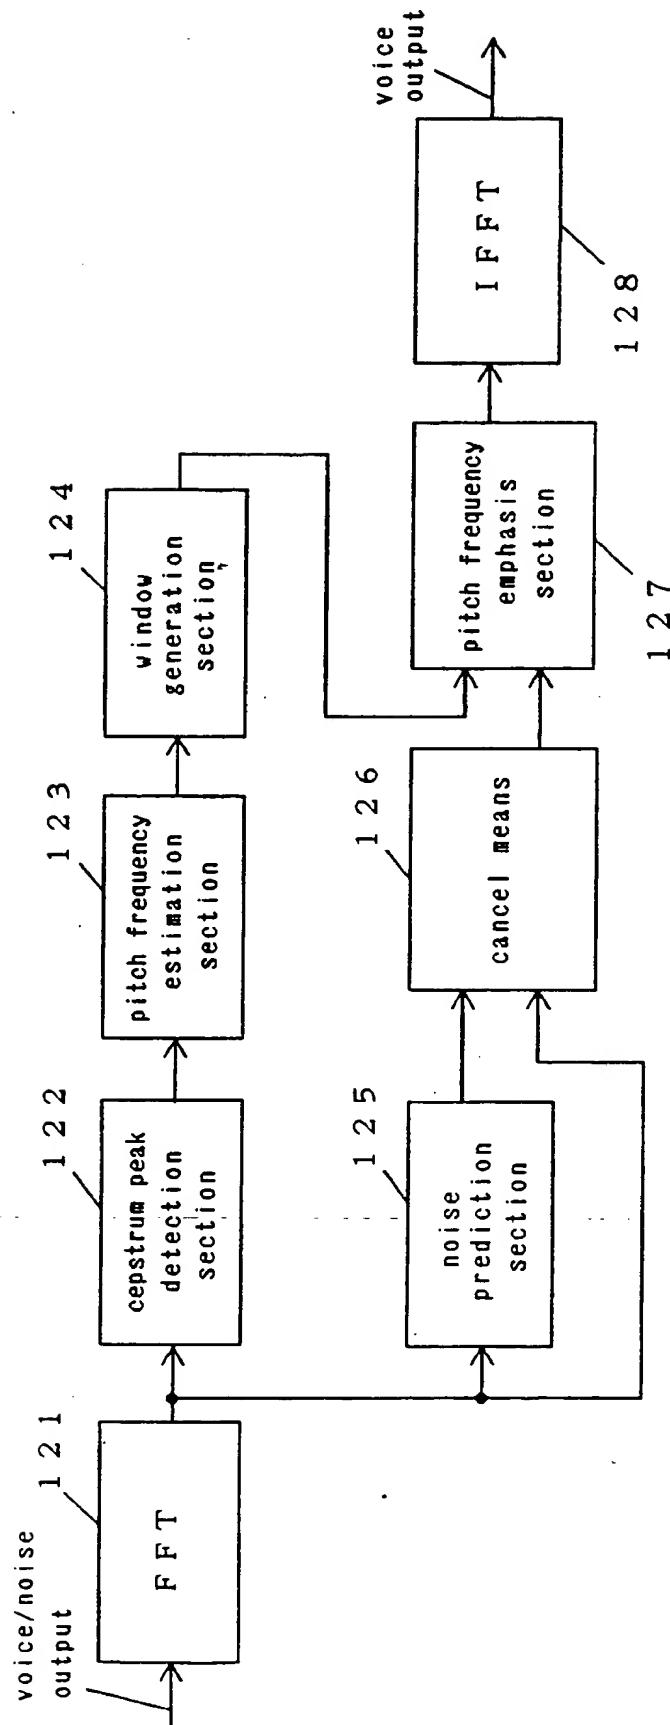 voice/noise
output
121
FFT
122
cepstrum peak
detection
section
123
pitch frequency
estimation
section
124
window
generation
section
125
noise
prediction
section
126
cancel means
127
pitch frequency
emphasis
section
128
IFFT
voice
output